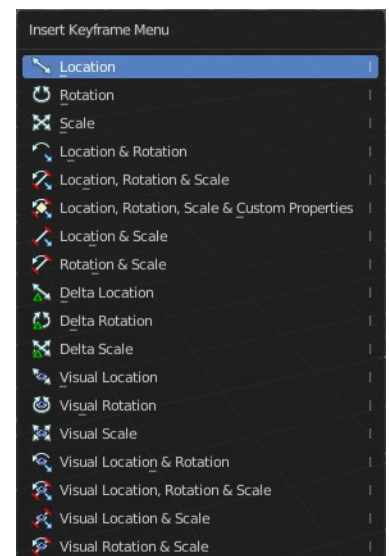 Insert Keyframe Menu
Location
Rotation
Scale
Location & Rotation
Location, Rotation & Scale
Location, Rotation, Scale & Custom Properties
Location & Scale
Rotation & Scale
Delta Location
Delta Rotation
Delta Scale
Visual Location
Visual Rotation
Visual Scale
Visual Location & Rotation
Visual Location, Rotation & Scale
Visual Location & Scale
Visual Rotation & Scale